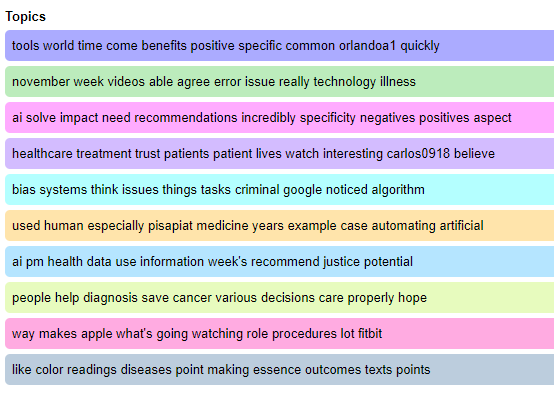 Topics
tools world time come benefits positive specific common orlandoa1 quickly
november week videos able agree error issue really technology illness
ai solve impact need recommendations incredibly specificity negatives positives aspect
healthcare treatment trust patients patient lives watch interesting carlos0918 believe
bias systems think issues things tasks criminal google noticed algorithm
used human especially pisapiat medicine years example case automating artificial
ai pm health data use information week's recommend justice potential
people help diagnosis save cancer various decisions care properly hope
way makes apple what's going watching role procedures lot fitbit
like color readings diseases point making essence outcomes texts points